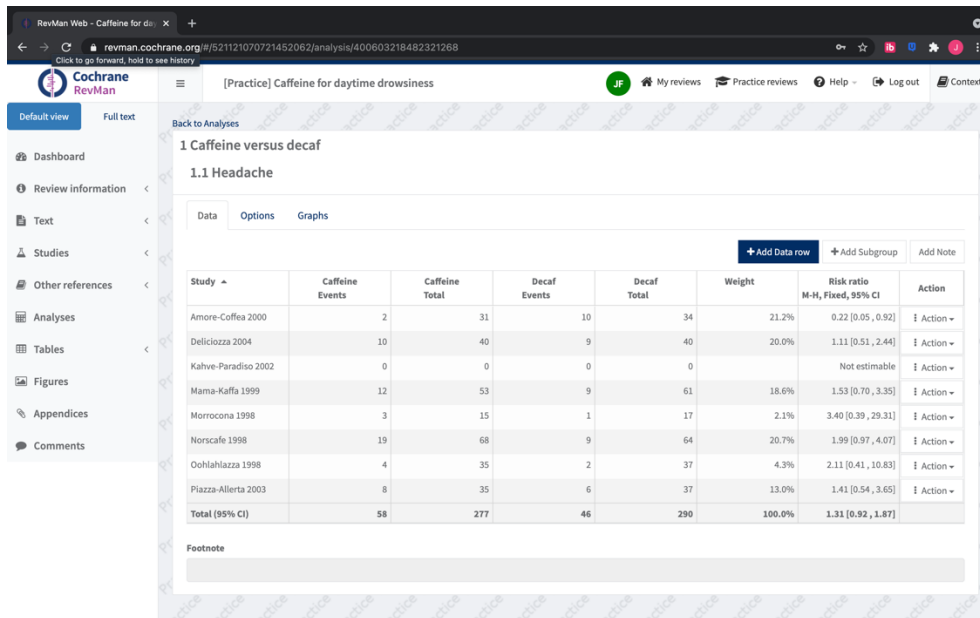 RevMan Web - Caffeine for da × +
revman.cochrane.org/#/521121070721452062/analysis/400603218482321268
Click to go forward, hold to see history
Cochrane
RevMan
[Practice] Caffeine for daytime drowsiness
JF My reviews Practice reviews Help Log out Context
Default view Full text
Dashboard
Review information
Text
Studies
Other references
Analyses
Tables
Figures
Appendices
Comments
Back to Analyses
1 Caffeine versus decaf
1.1 Headache
Data Options Graphs
+ Add Data row + Add Subgroup Add Note
Study Caffeine Events Caffeine Total Decaf Events Decaf Total Weight Risk ratio M-H, Fixed, 95% CI Action
Amore-Coffea 2000 2 31 10 34 21.2% 0.22 [0.05 , 0.92] Action
Deliciozza 2004 10 40 9 40 20.0% 1.11 [0.51 , 2.44] Action
Kahve-Paradiso 2002 0 0 0 0 Not estimable Action
Mama-Kaffa 1999 12 53 9 61 18.6% 1.53 [0.70 , 3.35] Action
Morrocona 1998 3 15 1 17 2.1% 3.40 [0.39 , 29.31] Action
Norscafe 1998 19 68 9 64 20.7% 1.99 [0.97 , 4.07] Action
Oohlahlazza 1998 4 35 2 37 4.3% 2.11 [0.41 , 10.83] Action
Piazza-Allerta 2003 8 35 6 37 13.0% 1.41 [0.54 , 3.65] Action
Total (95% CI) 58 277 46 290 100.0% 1.31 [0.92 , 1.87]
Footnote